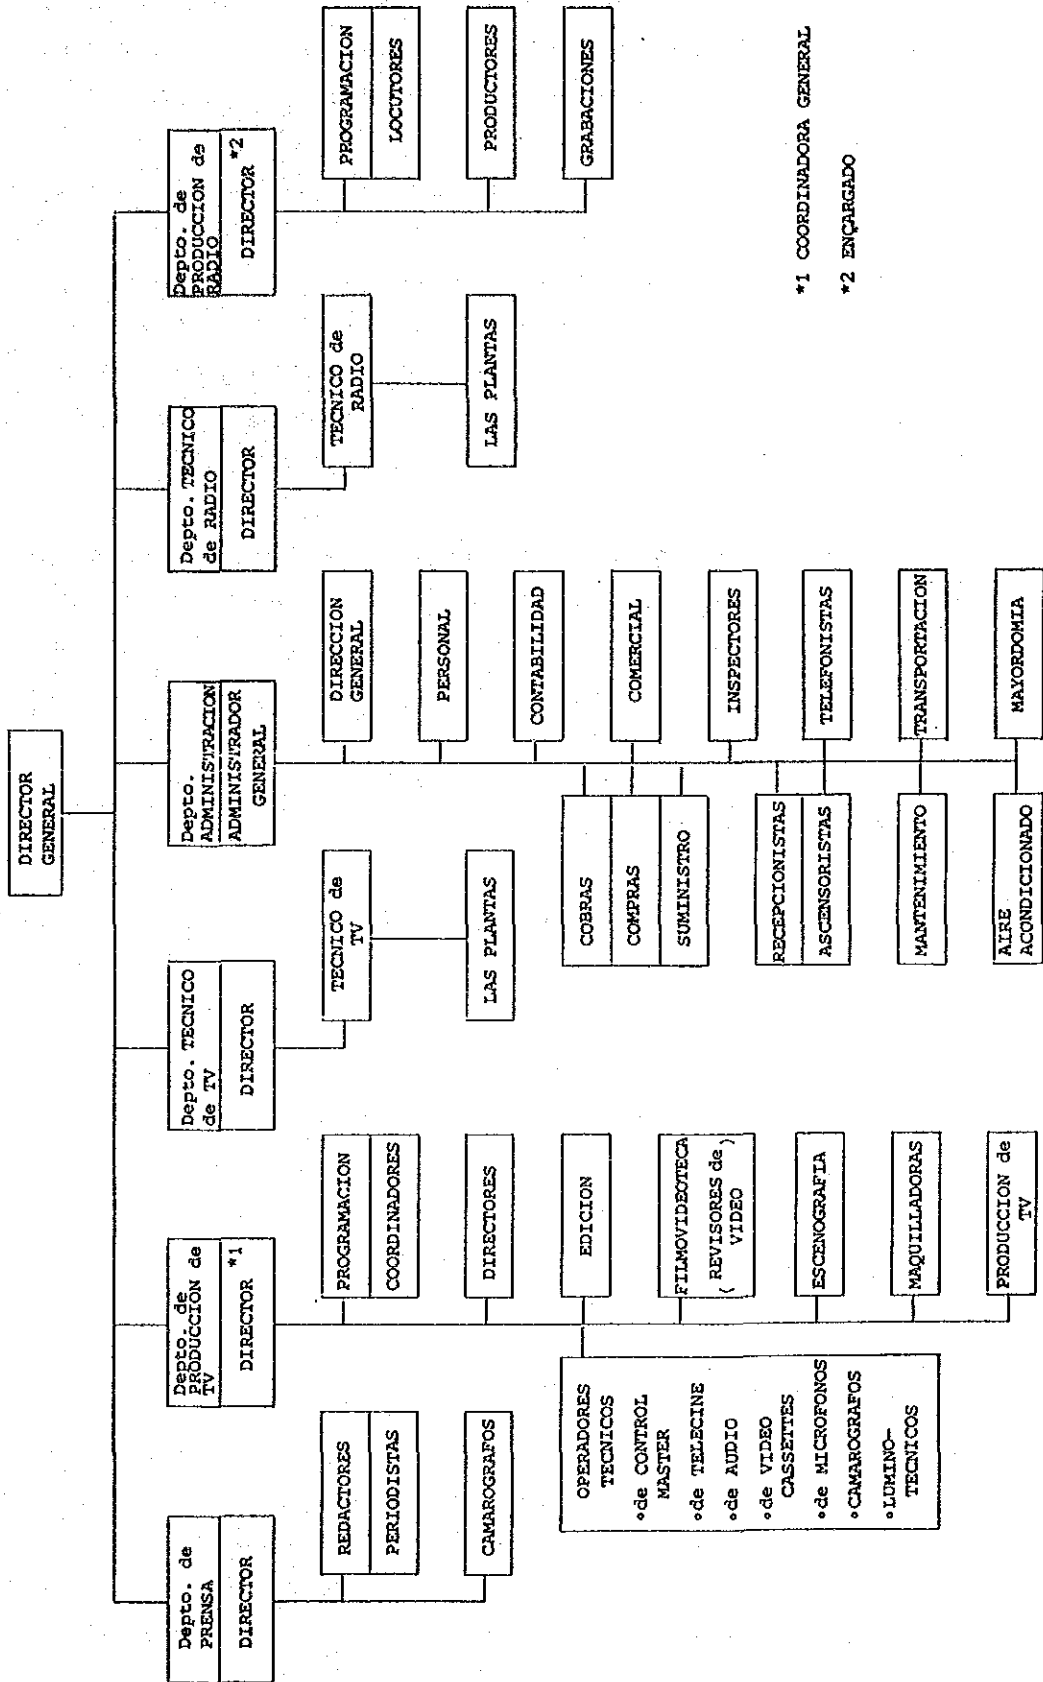 DIRECTOR
GENERAL
Depto. de
PRENSA
DIRECTOR
REDACTORES
PERIODISTAS
CAMAROGRAFOS
Depto. de
PRODUCCION de
TV
DIRECTOR *1
PROGRAMACION
COORDINADORES
DIRECTORES
EDICION
FILMOVIDEOTECA
( REVISORES de )
VIDEO
ESCENOGRAFIA
MAQUILLADORAS
PRODUCCION de
TV
OPERADORES
TECNICOS
∘de CONTROL
MASTER
∘de TELECINE
∘de AUDIO
∘de VIDEO
CASSETTES
∘de MICROFONOS
∘CAMAROGRAFOS
∘LUMINO-
TECNICOS
Depto. TECNICO
de TV
DIRECTOR
TECNICO de
TV
LAS PLANTAS
Depto.
ADMINISTRACION
ADMINISTRADOR
GENERAL
DIRECCION
GENERAL
PERSONAL
CONTABILIDAD
COBRAS
COMPRAS
SUMINISTRO
COMERCIAL
INSPECTORES
RECEPCIONISTAS
ASCENSORISTAS
TELEFONISTAS
MANTENIMIENTO
TRANSPORTACION
AIRE
ACONDICIONADO
MAYORDOMIA
Depto. TECNICO
de RADIO
DIRECTOR
TECNICO de
RADIO
LAS PLANTAS
Depto. de
PRODUCCION de
RADIO
DIRECTOR *2
PROGRAMACION
LOCUTORES
PRODUCTORES
GRABACIONES
*1 COORDINADORA GENERAL
*2 ENCARGADO